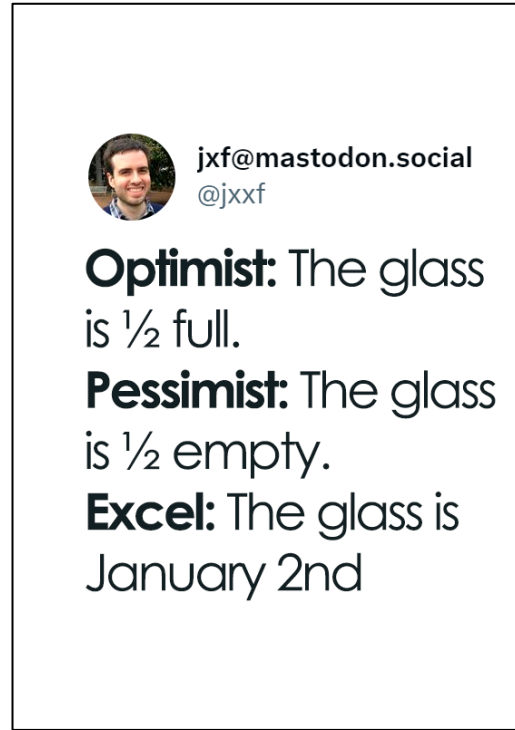 jxf@mastodon.social
@jxxf
Optimist: The glass
is ½ full.
Pessimist: The glass
is ½ empty.
Excel: The glass is
January 2nd